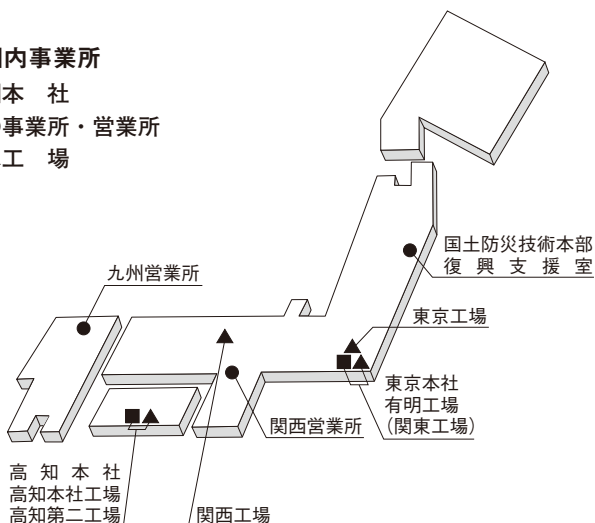 内事業所
本　社
事業所・営業所
工　場
国土防災技術本部
復興支援室
九州営業所
東京工場
東京本社
有明工場
(関東工場)
関西営業所
高知本社
高知本社工場
高知第二工場
関西工場